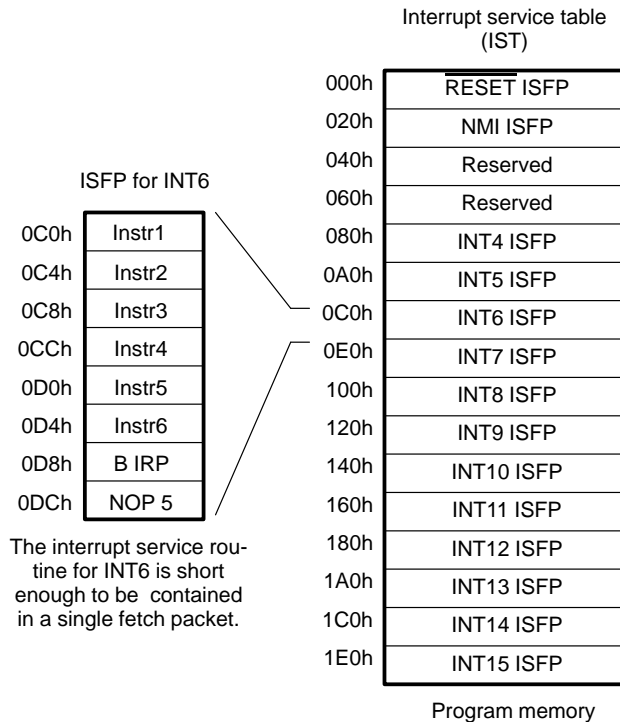 Interrupt service table
(IST)
000h RESET ISFP
020h NMI ISFP
040h Reserved
060h Reserved
080h INT4 ISFP
0A0h INT5 ISFP
0C0h INT6 ISFP
0E0h INT7 ISFP
100h INT8 ISFP
120h INT9 ISFP
140h INT10 ISFP
160h INT11 ISFP
180h INT12 ISFP
1A0h INT13 ISFP
1C0h INT14 ISFP
1E0h INT15 ISFP
Program memory
ISFP for INT6
0C0h Instr1
0C4h Instr2
0C8h Instr3
0CCh Instr4
0D0h Instr5
0D4h Instr6
0D8h B IRP
0DCh NOP 5
The interrupt service rou-
tine for INT6 is short
enough to be contained
in a single fetch packet.